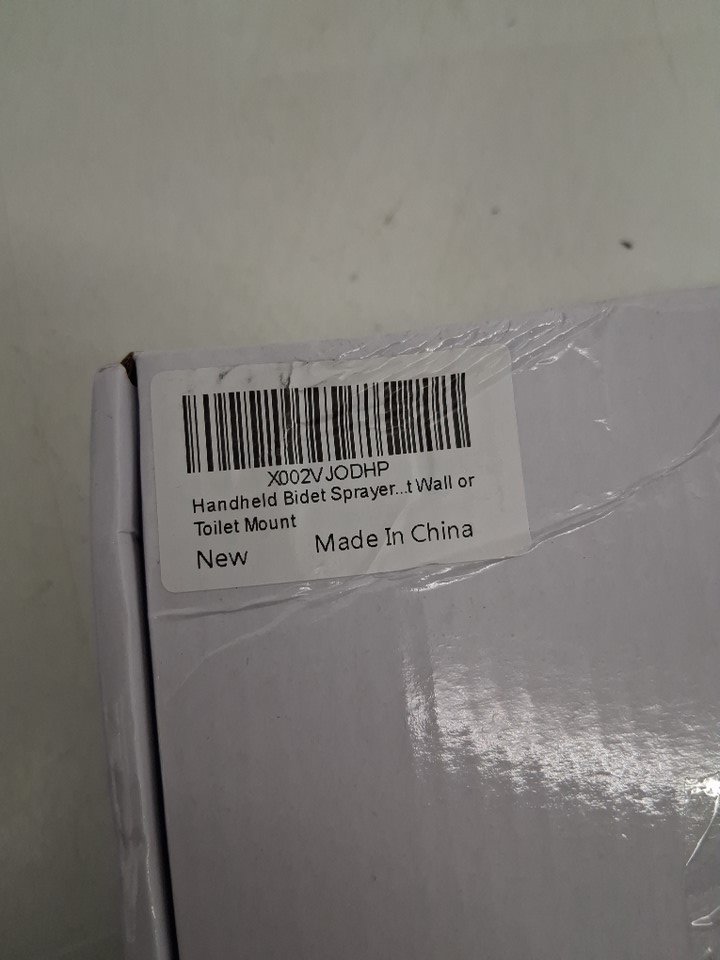 X002VJODHP
Handheld Bidet Sprayer...t Wall or
Toilet Mount
New
Made In China